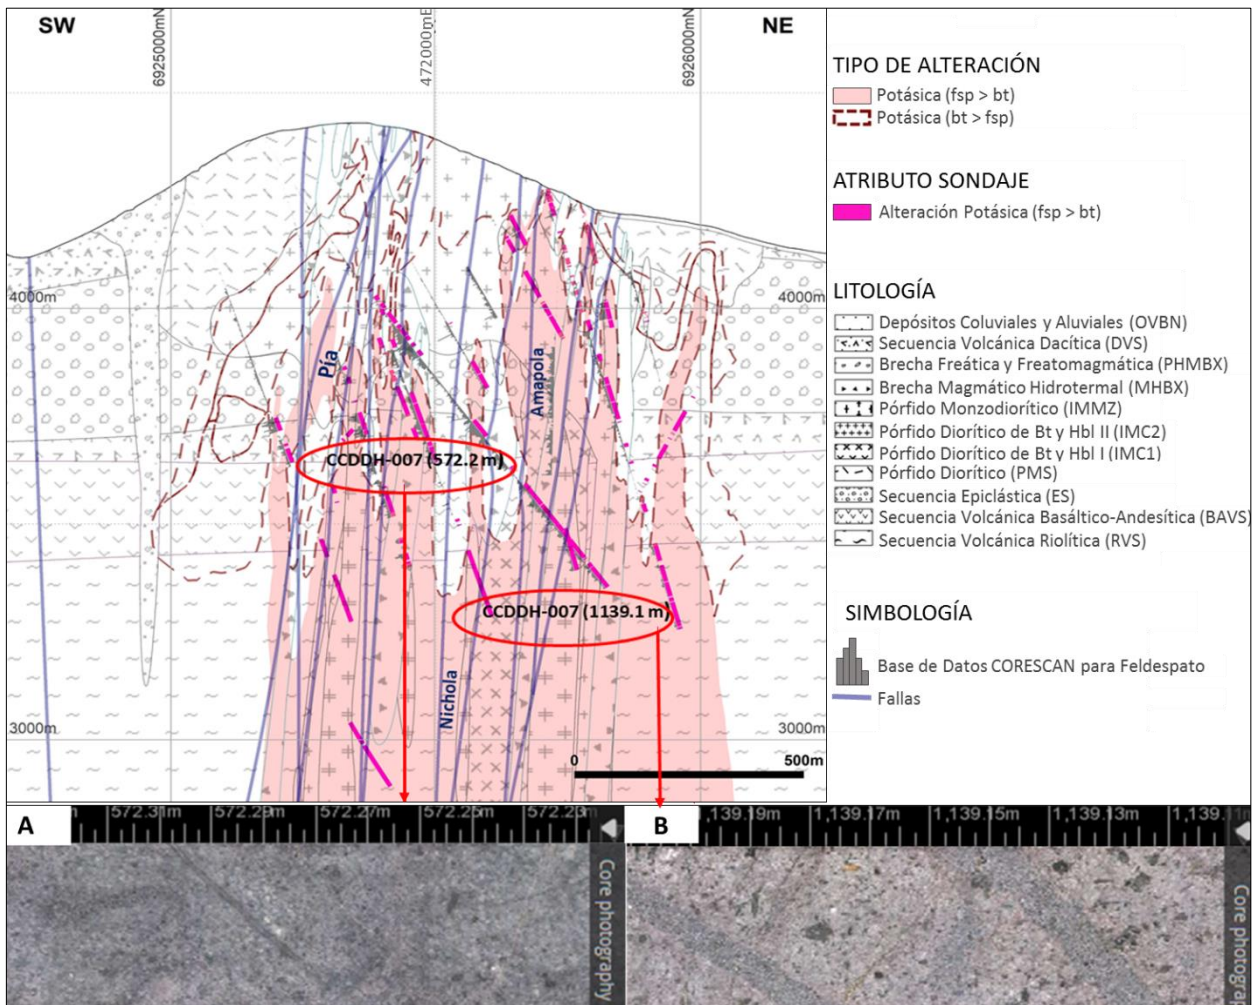 SW
6925000mN
472000mE
6926000mN
NE
4000m
4000m
Pía
Amapola
CCDDH-007 (572.2 m)
CCDDH-007 (1139.1 m)
Nichola
3000m
3000m
0
500m
TIPO DE ALTERACIÓN
Potásica (fsp > bt)
Potásica (bt > fsp)
ATRIBUTO SONDAJE
Alteración Potásica (fsp > bt)
LITOLOGÍA
Depósitos Coluviales y Aluviales (OVBN)
Secuencia Volcánica Dacítica (DVS)
Brecha Freática y Freatomagmática (PHMBX)
Brecha Magmático Hidrotermal (MHBX)
Pórfido Monzodiorítico (IMMZ)
Pórfido Diorítico de Bt y Hbl II (IMC2)
Pórfido Diorítico de Bt y Hbl I (IMC1)
Pórfido Diorítico (PMS)
Secuencia Epiclástica (ES)
Secuencia Volcánica Basáltico-Andesítica (BAVS)
Secuencia Volcánica Riolítica (RVS)
SIMBOLOGÍA
Base de Datos CORESCAN para Feldespato
Fallas
A
572.31m 572.29m 572.27m 572.25m 572.23m
Core photography
B
1,139.19m 1,139.17m 1,139.15m 1,139.13m 1,139.11m
Core photogra